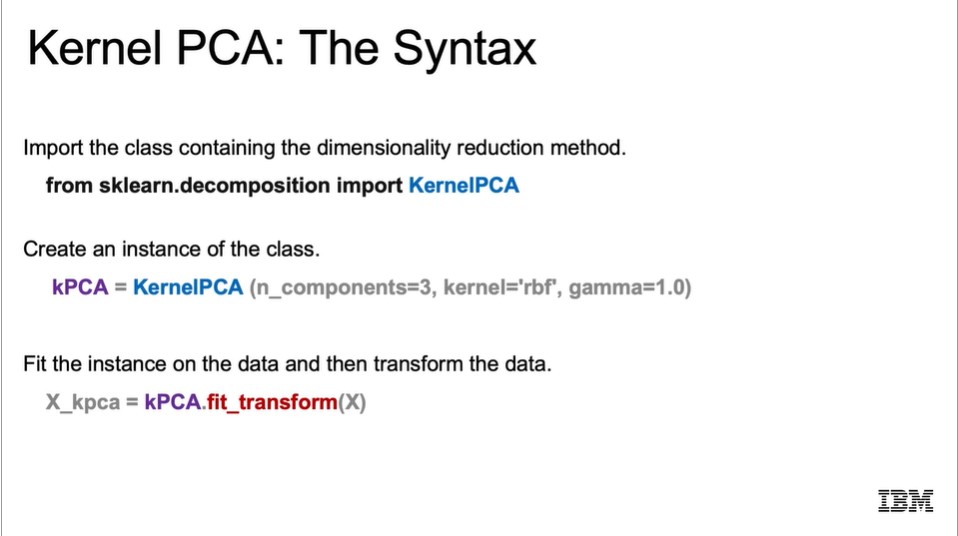 Kernel PCA: The Syntax
Import the class containing the dimensionality reduction method.
from sklearn.decomposition import KernelPCA
Create an instance of the class.
kPCA = KernelPCA (n_components=3, kernel='rbf', gamma=1.0)
Fit the instance on the data and then transform the data.
X_kpca = kPCA.fit_transform(X)
IBM